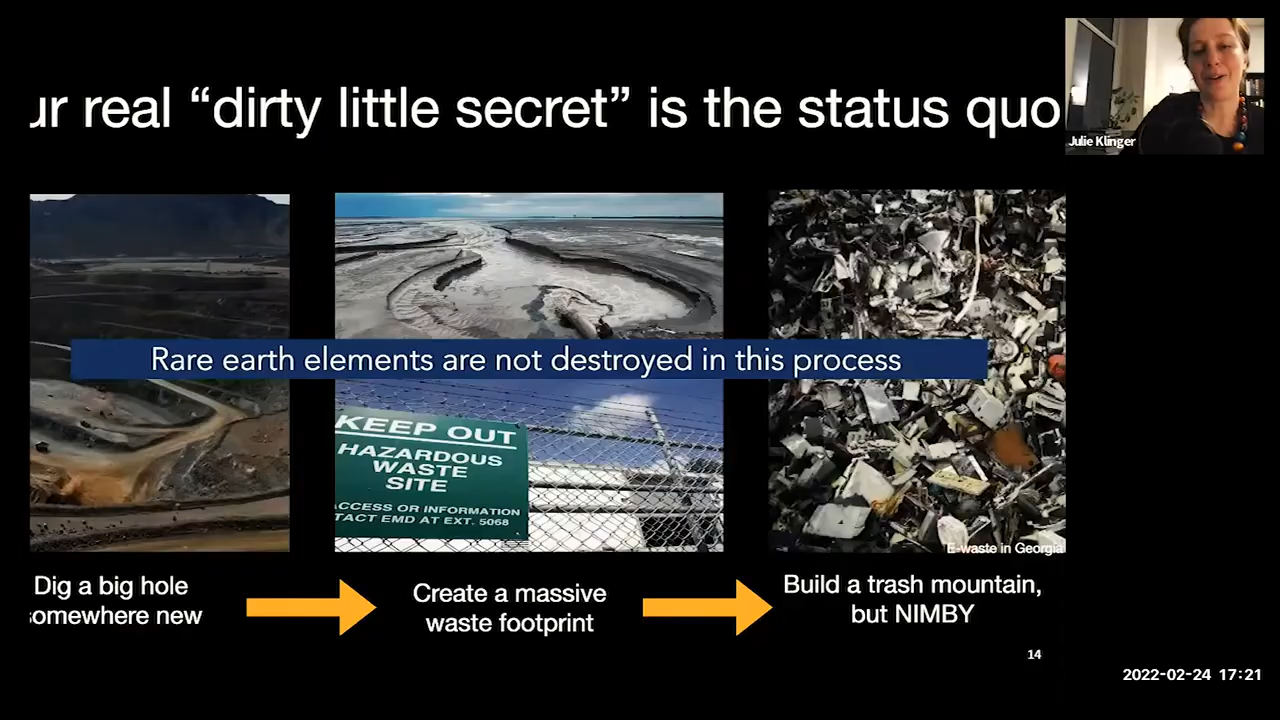 ur real “dirty little secret” is the status quo
Julie Klinger
Rare earth elements are not destroyed in this process
KEEP OUT
HAZARDOUS
WASTE
SITE
ACCESS OR INFORMATION
TACT EMD AT EXT. 5068
E-waste in Georgia
Dig a big hole
somewhere new
Create a massive
waste footprint
Build a trash mountain,
but NIMBY
14
2022-02-24 17:21